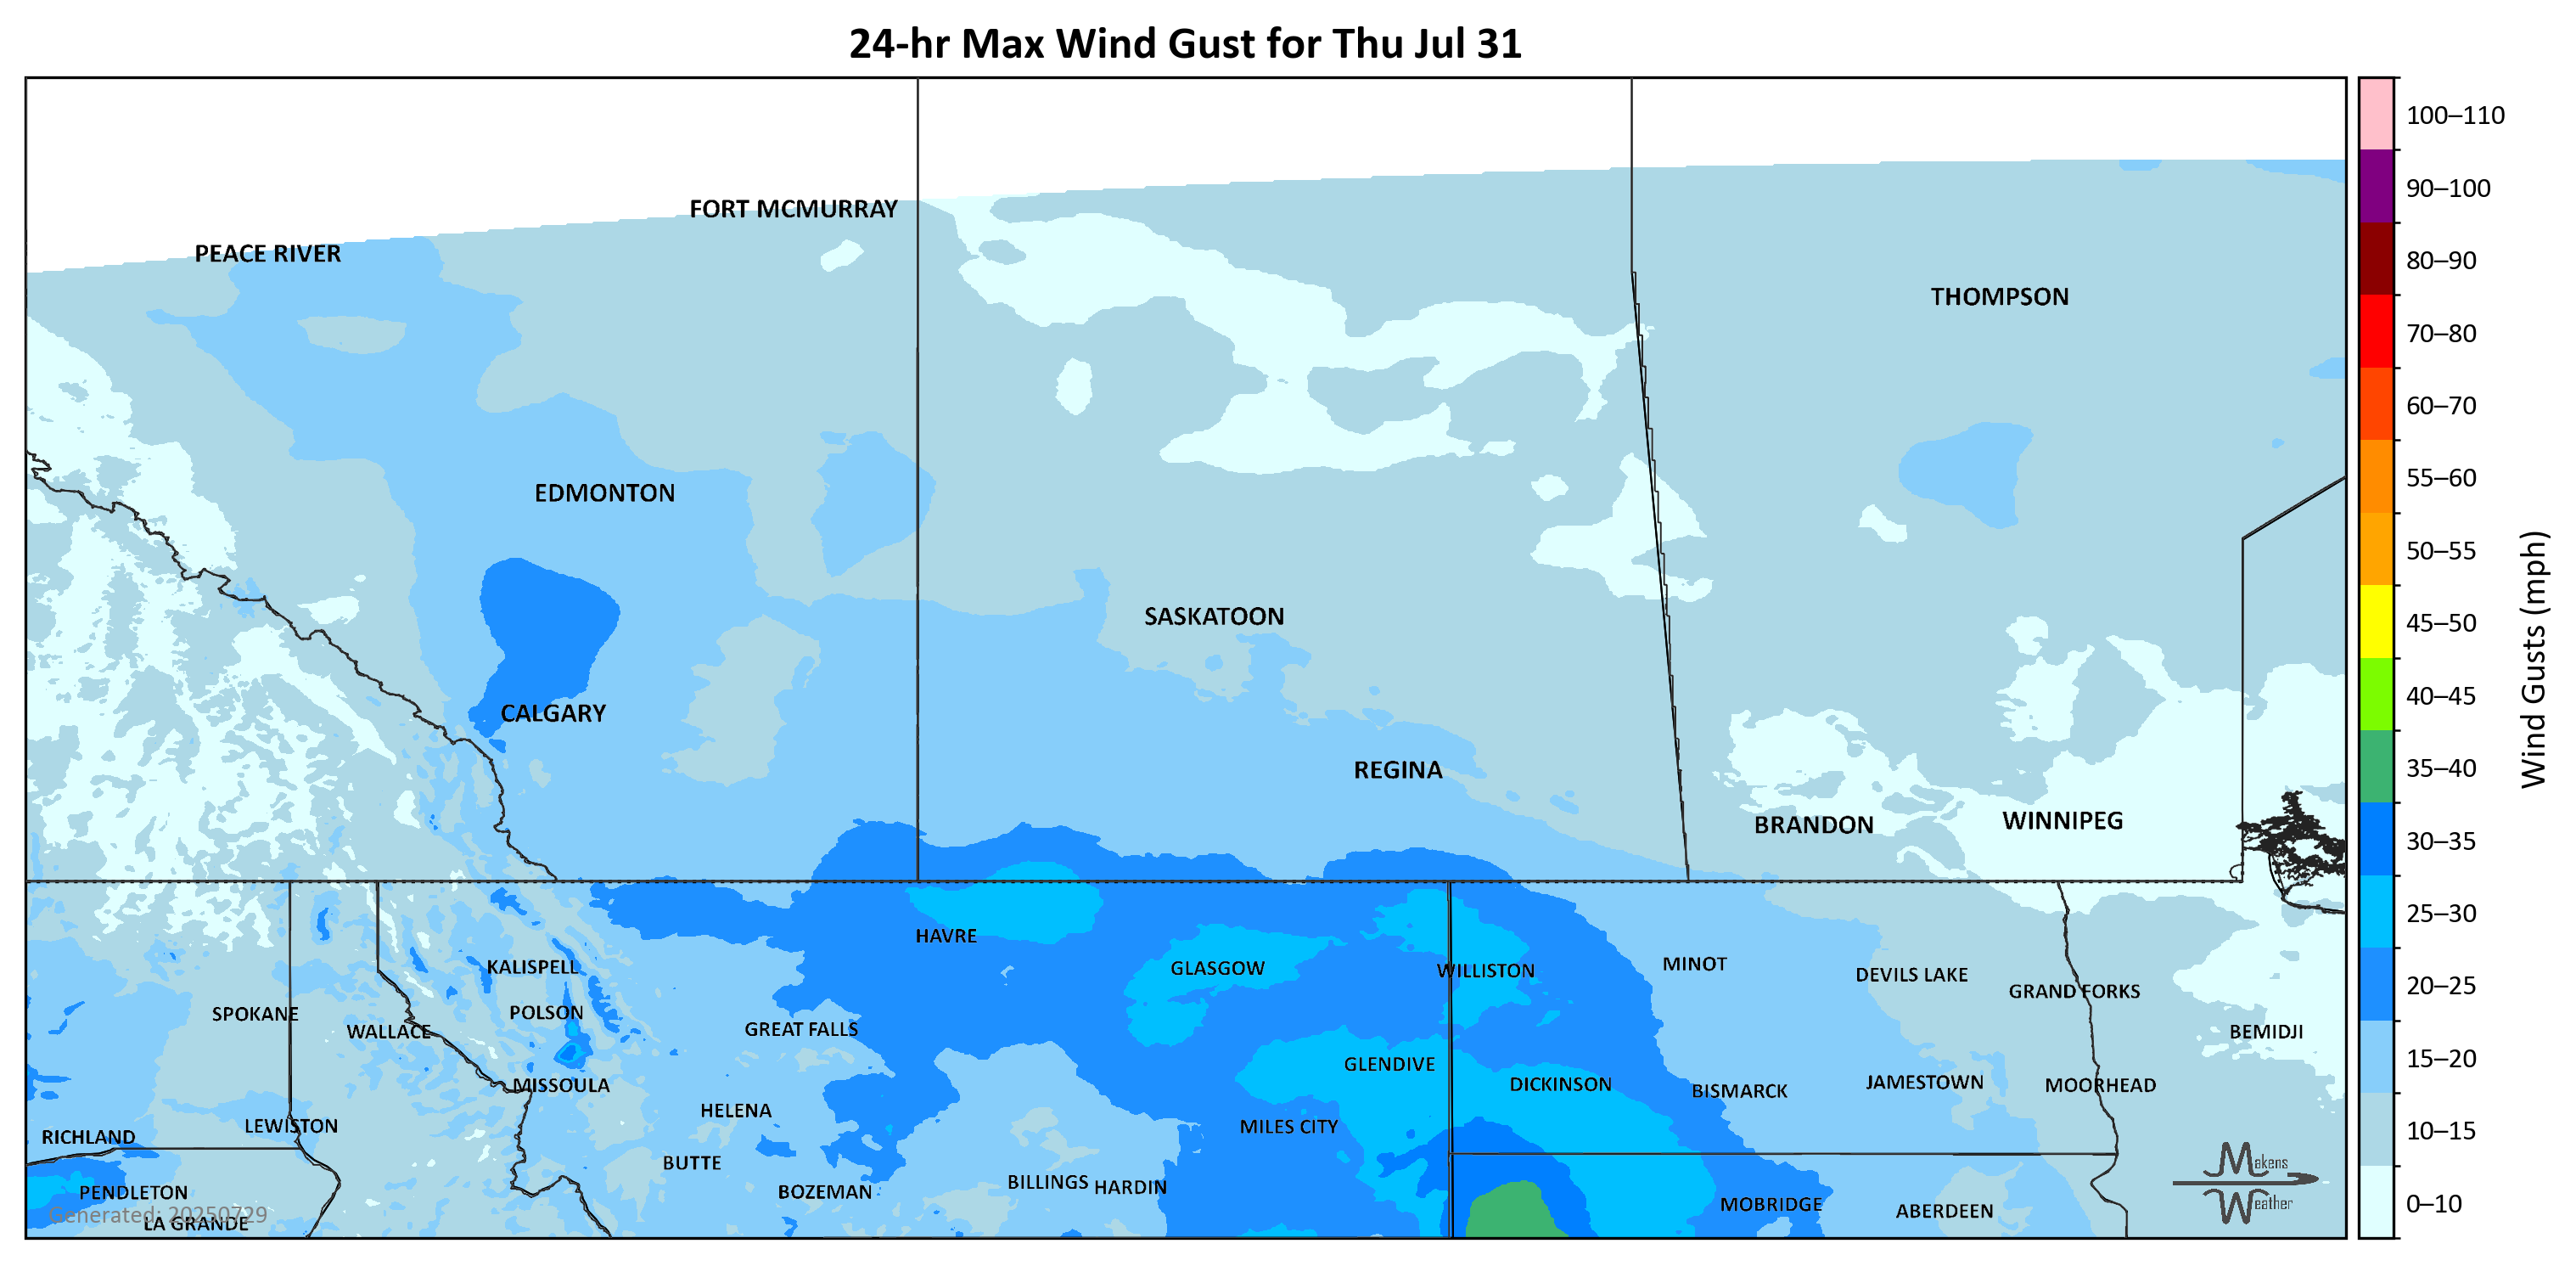 24-hr Max Wind Gust for Thu Jul 31
100–110
FORT MCMURRAY
90–100
PEACE RIVER
80–90
THOMPSON
70–80
60–70
EDMONTON
55–60
50–55
SASKATOON
45–50
Wind Gusts (mph)
CALGARY
40–45
REGINA
35–40
BRANDON
WINNIPEG
30–35
HAVRE
25–30
KALISPELL
GLASGOW
WILLISTON
MINOT
DEVILS LAKE
GRAND FORKS
20–25
SPOKANE
POLSON
WALLACE
GREAT FALLS
BEMIDJI
15–20
GLENDIVE
MISSOULA
DICKINSON
BISMARCK
JAMESTOWN
MOORHEAD
HELENA
LEWISTON
MILES CITY
10–15
RICHLAND
BUTTE
Makens
Weather
PENDLETON
BOZEMAN
BILLINGS
HARDIN
MOBRIDGE
ABERDEEN
0–10
Generated: 20250729
LA GRANDE